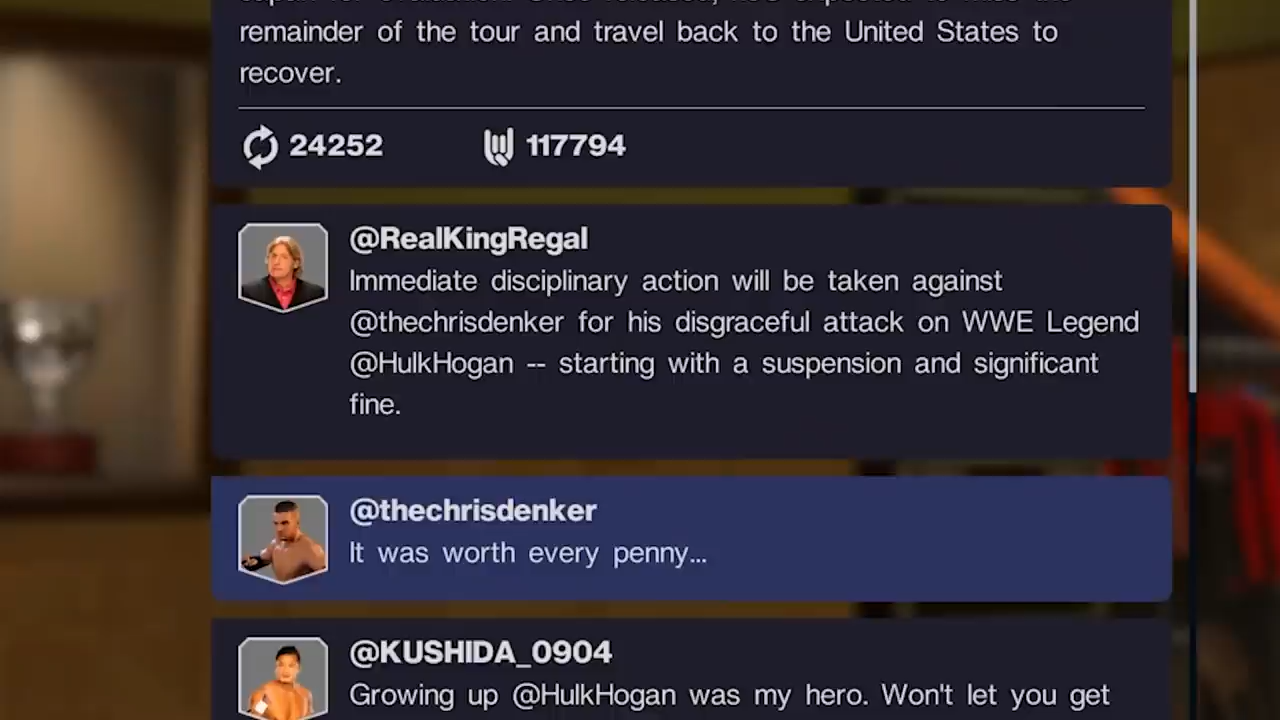 remainder of the tour and travel back to the United States to
recover.
24252 117794
@RealKingRegal
Immediate disciplinary action will be taken against
@thechrisdenker for his disgraceful attack on WWE Legend
@HulkHogan -- starting with a suspension and significant
fine.
@thechrisdenker
It was worth every penny...
@KUSHIDA_0904
Growing up @HulkHogan was my hero. Won't let you get